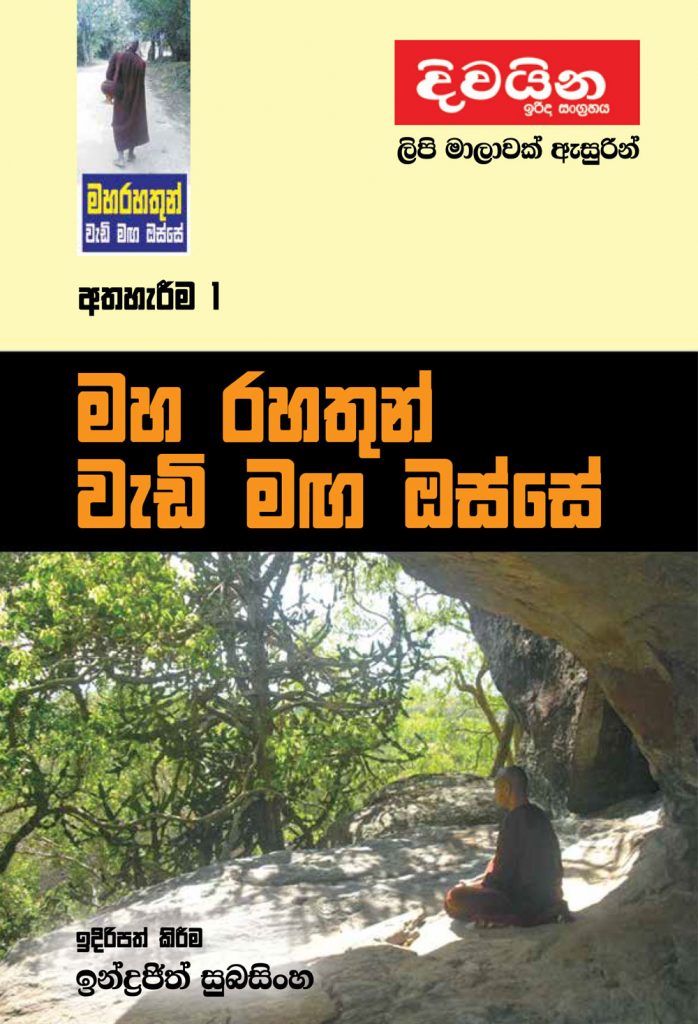 දිවයින
ඉරිදා සංග්‍රහය
ලිපි මාලාවක් ඇසුරින්
මහරහතුන්
වැඩි මඟ ඔස්සේ
අතහැරීම 1
මහ රහතුන්
වැඩි මඟ ඔස්සේ
ඉදිරිපත් කිරීම
ඉන්ද්‍රජිත් සුබසිංහ